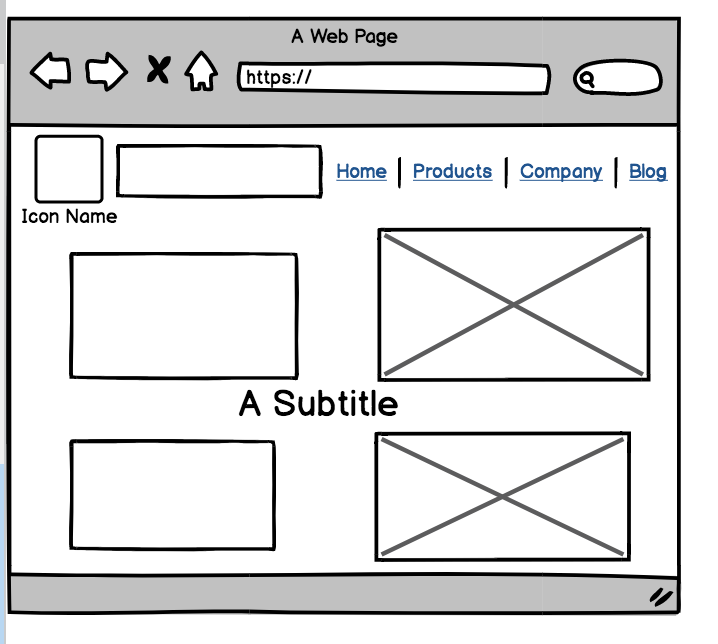 A Web Page
https://
Home | Products | Company | Blog
Icon Name
A Subtitle